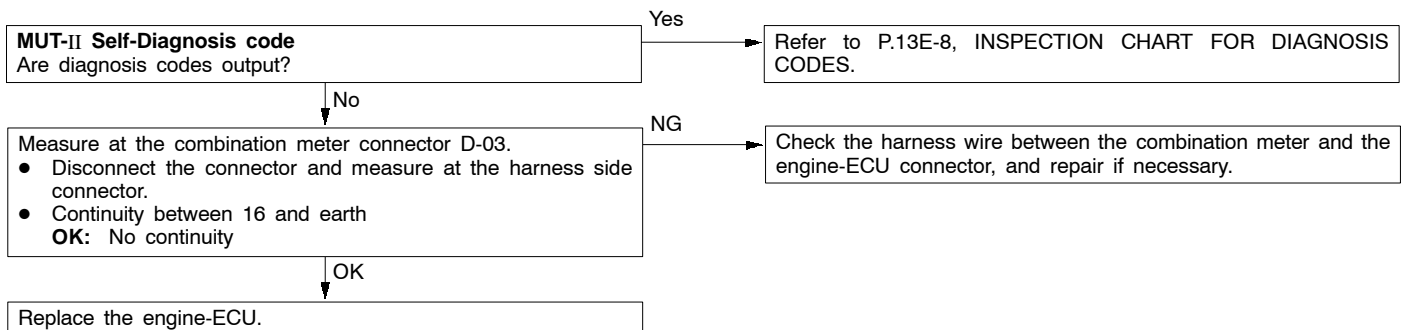 Yes
MUT-II Self-Diagnosis code
Are diagnosis codes output?
Refer to P.13E-8, INSPECTION CHART FOR DIAGNOSIS
CODES.
No
NG
Measure at the combination meter connector D-03.
● Disconnect the connector and measure at the harness side
connector.
● Continuity between 16 and earth
OK: No continuity
Check the harness wire between the combination meter and the
engine-ECU connector, and repair if necessary.
OK
Replace the engine-ECU.